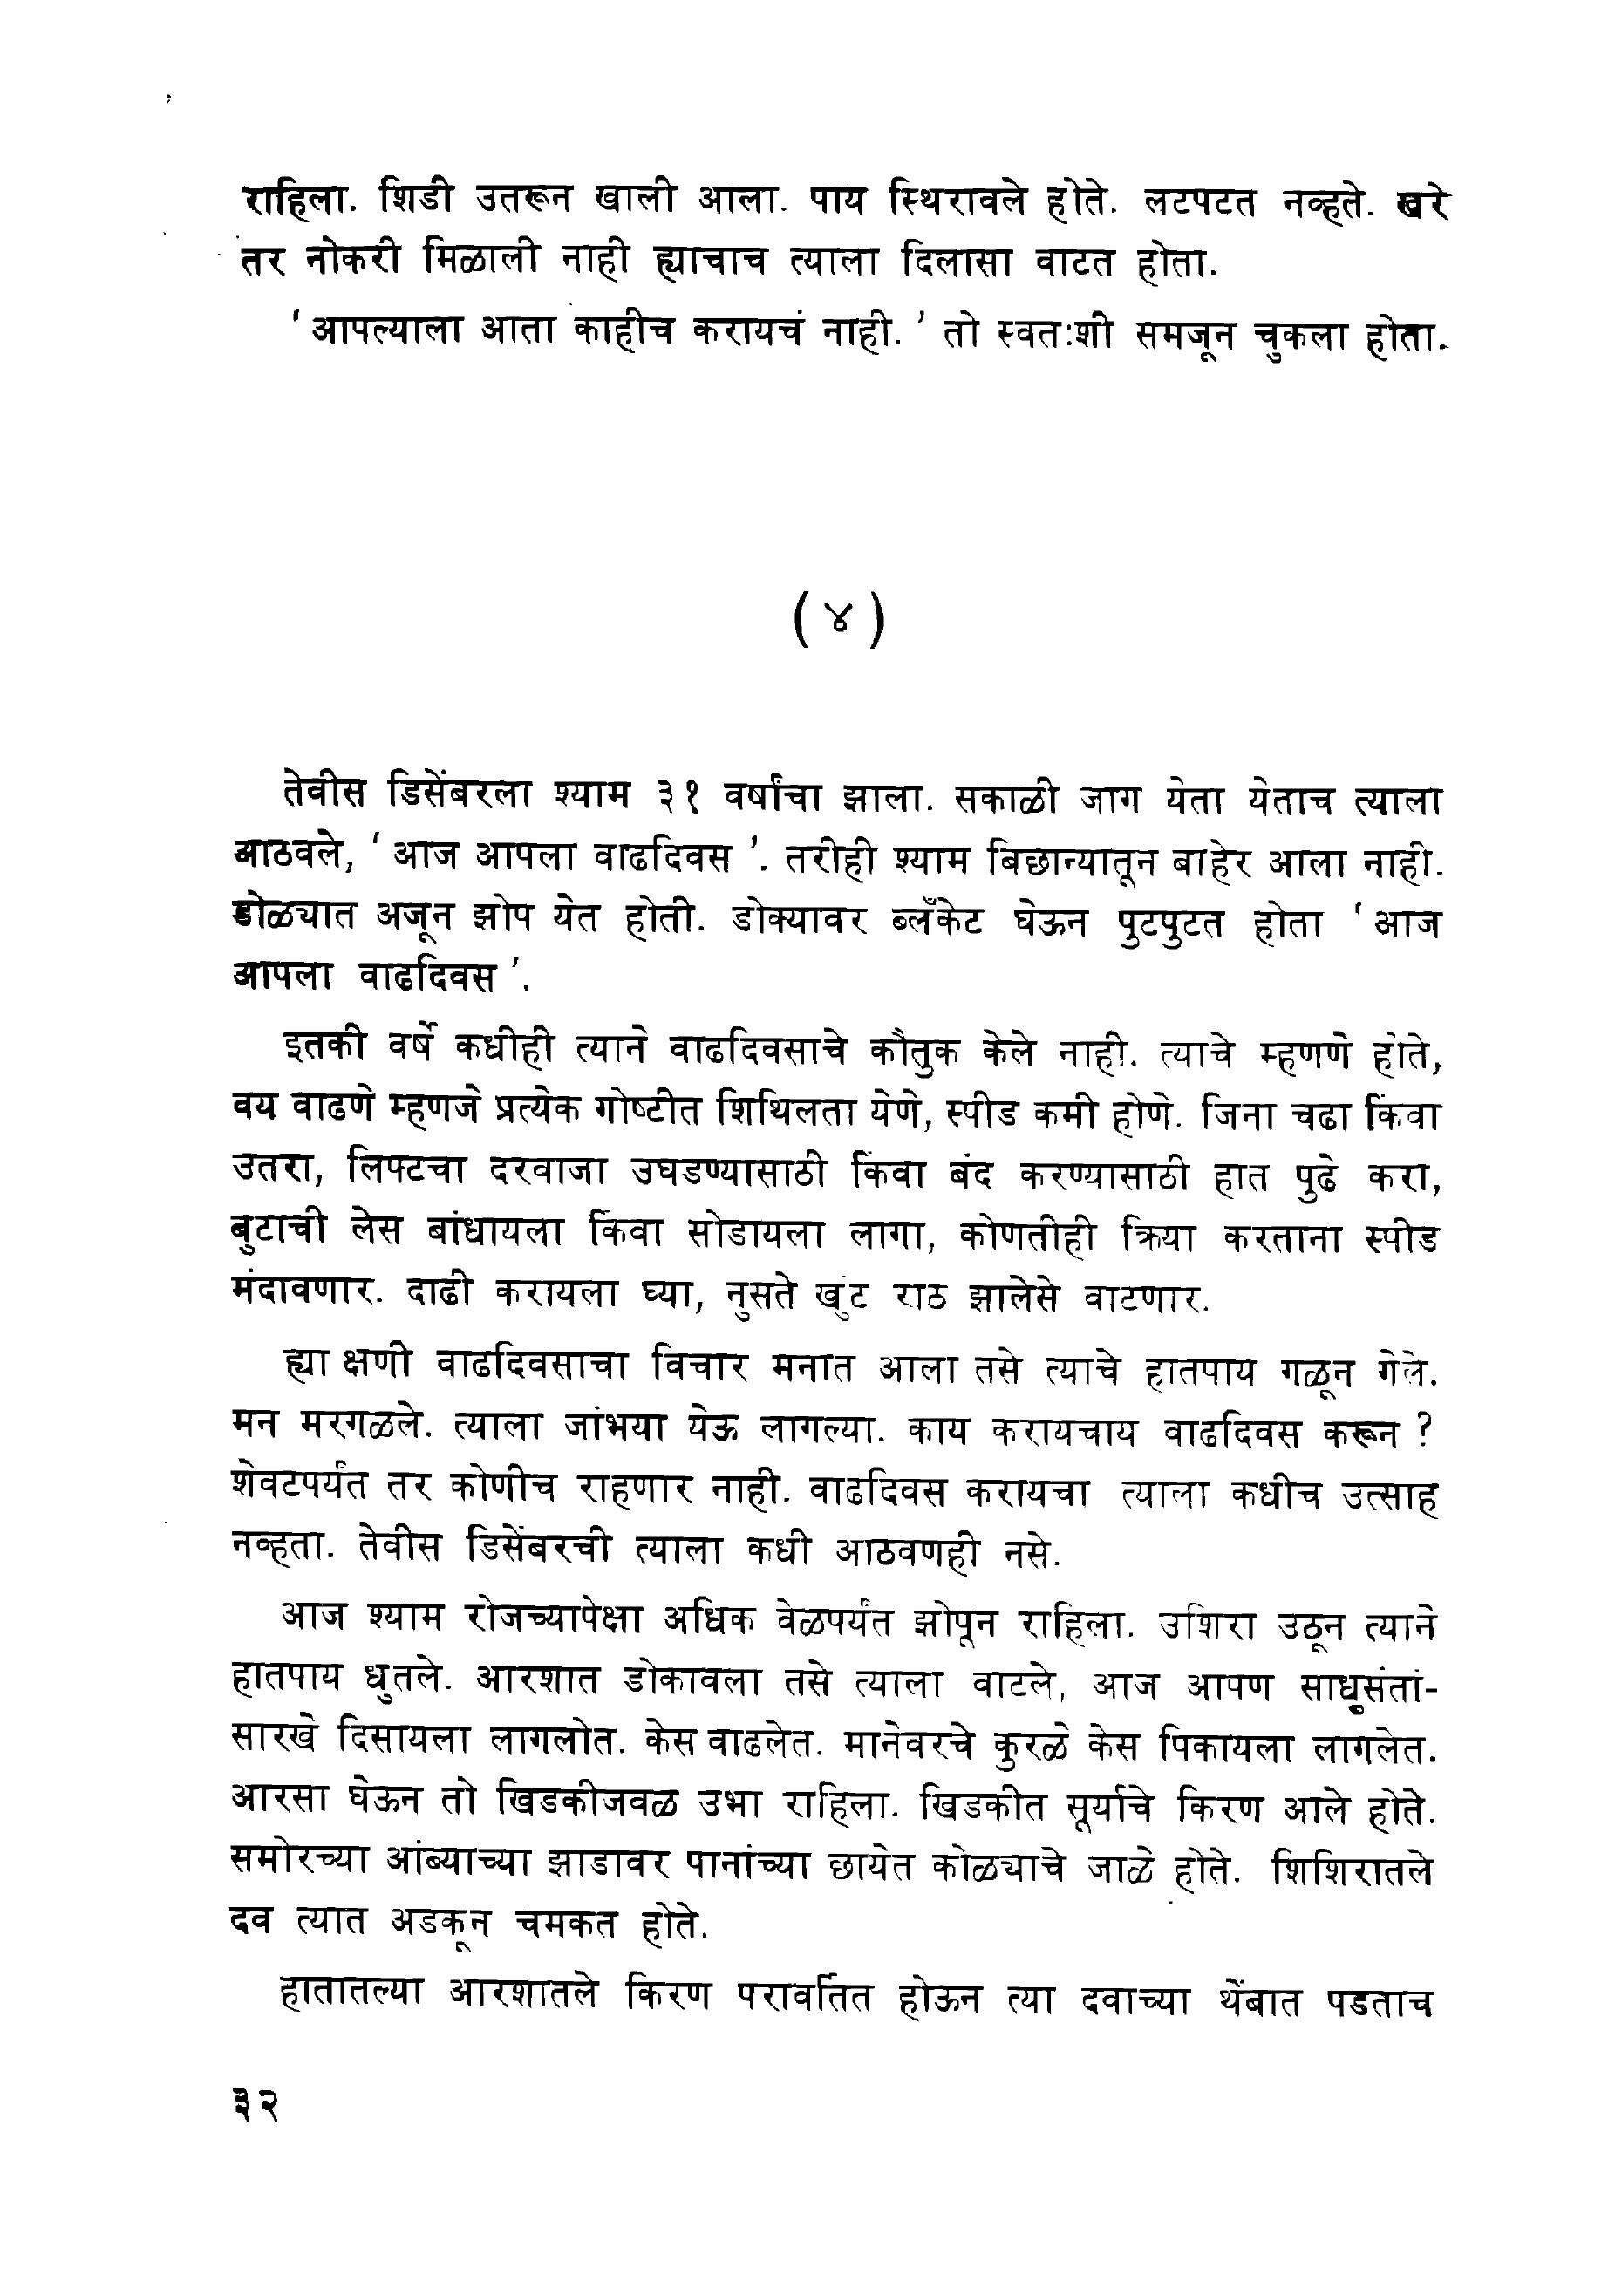 राहिला. शिडी उतरून खाली आला. पाय स्थिरावले होते. लटपटत नव्हते. खरे
तर नोकरी मिळाली नाही ह्याचाच त्याला दिलासा वाटत होता.
‘ आपल्याला आता काहीच करायचं नाही. ’ तो स्वतःशी समजून चुकला होता.
( ४ )
तेवीस डिसेंबरला श्याम ३१ वर्षांचा झाला. सकाळी जाग येता येताच त्याला
आठवले, ‘ आज आपला वाढदिवस ’. तरीही श्याम बिछान्यातून बाहेर आला नाही.
डोळ्यात अजून झोप येत होती. डोक्यावर ब्लँकेट घेऊन पुटपुटत होता ‘ आज
आपला वाढदिवस ’.
इतकी वर्षे कधीही त्याने वाढदिवसाचे कौतुक केले नाही. त्याचे म्हणणे होते,
वय वाढणे म्हणजे प्रत्येक गोष्टीत शिथिलता येणे, स्पीड कमी होणे. जिना चढा किंवा
उतरा, लिफ्टचा दरवाजा उघडण्यासाठी किंवा बंद करण्यासाठी हात पुढे करा,
बुटाची लेस बांधायला किंवा सोडायला लागा, कोणतीही क्रिया करताना स्पीड
मंदावणार. दाढी करायला घ्या, नुसते खुंट राठ झालेसे वाटणार.
ह्या क्षणी वाढदिवसाचा विचार मनात आला तसे त्याचे हातपाय गळून गेले.
मन मरगळले. त्याला जांभया येऊ लागल्या. काय करायचाय वाढदिवस करून ?
शेवटपर्यंत तर कोणीच राहणार नाही. वाढदिवस करायचा त्याला कधीच उत्साह
नव्हता. तेवीस डिसेंबरची त्याला कधी आठवणही नसे.
आज श्याम रोजच्यापेक्षा अधिक वेळपर्यंत झोपून राहिला. उशिरा उठून त्याने
हातपाय धुतले. आरशात डोकावला तसे त्याला वाटले, आज आपण साधुसंतां-
सारखे दिसायला लागलोत. केस वाढलेत. मानेवरचे कुरळे केस पिकायला लागलेत.
आरसा घेऊन तो खिडकीजवळ उभा राहिला. खिडकीत सूर्याचे किरण आले होते.
समोरच्या आंब्याच्या झाडावर पानांच्या छायेत कोळ्याचे जाळे होते. शिशिरातले
दव त्यात अडकून चमकत होते.
हातातल्या आरशातले किरण परावर्तित होऊन त्या दवाच्या थेंबात पडताच
३२